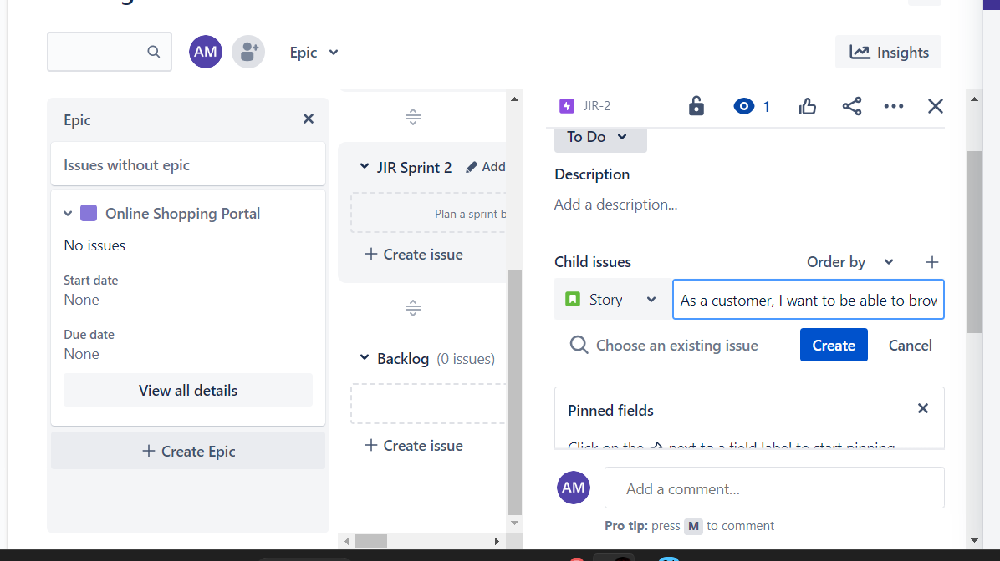 AM
Epic
Insights
Epic
Issues without epic
Online Shopping Portal
No issues
Start date
None
Due date
None
View all details
Create Epic
JIR Sprint 2
Add
Plan a sprint b
Create issue
Backlog (0 issues)
Create issue
JIR-2
1
To Do
Description
Add a description...
Child issues
Order by
Story
As a customer, I want to be able to brow
Choose an existing issue
Create
Cancel
Pinned fields
Click on the next to a field label to start pinning
AM
Add a comment...
Pro tip: press M to comment